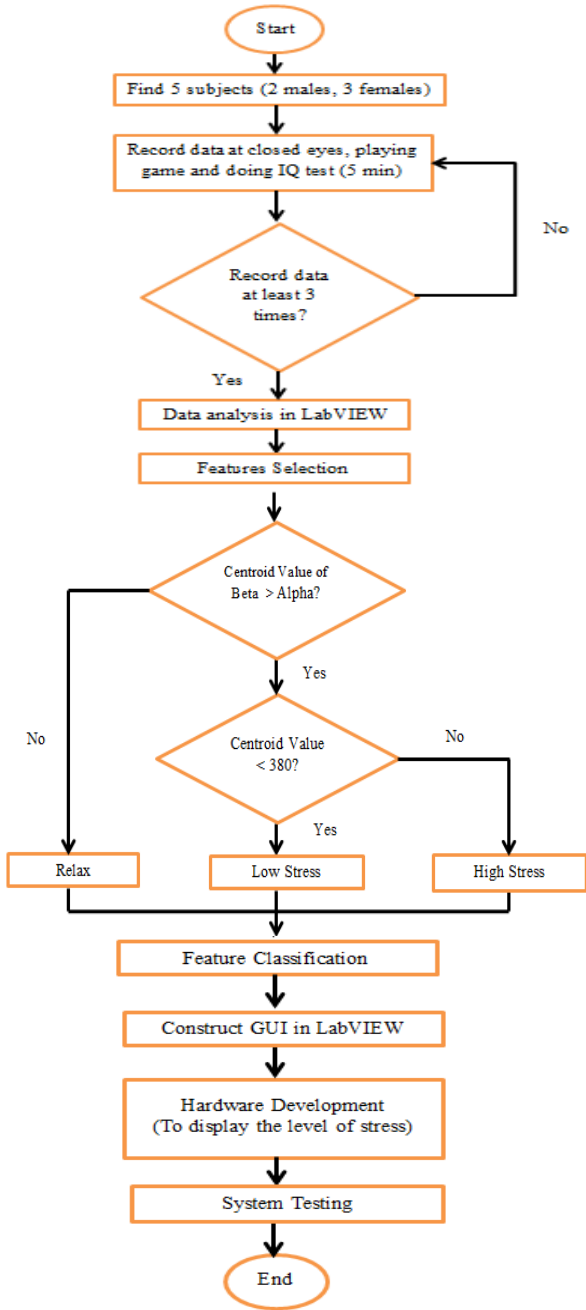 Start
Find 5 subjects (2 males, 3 females)
Record data at closed eyes, playing
game and doing IQ test (5 min)
No
Record data
at least 3
times?
Yes
Data analysis in LabVIEW
Features Selection
Centroid Value of
Beta > Alpha?
Yes
No
Centroid Value
< 380?
No
Yes
Relax
Low Stress
High Stress
Feature Classification
Construct GUI in LabVIEW
Hardware Development
(To display the level of stress)
System Testing
End